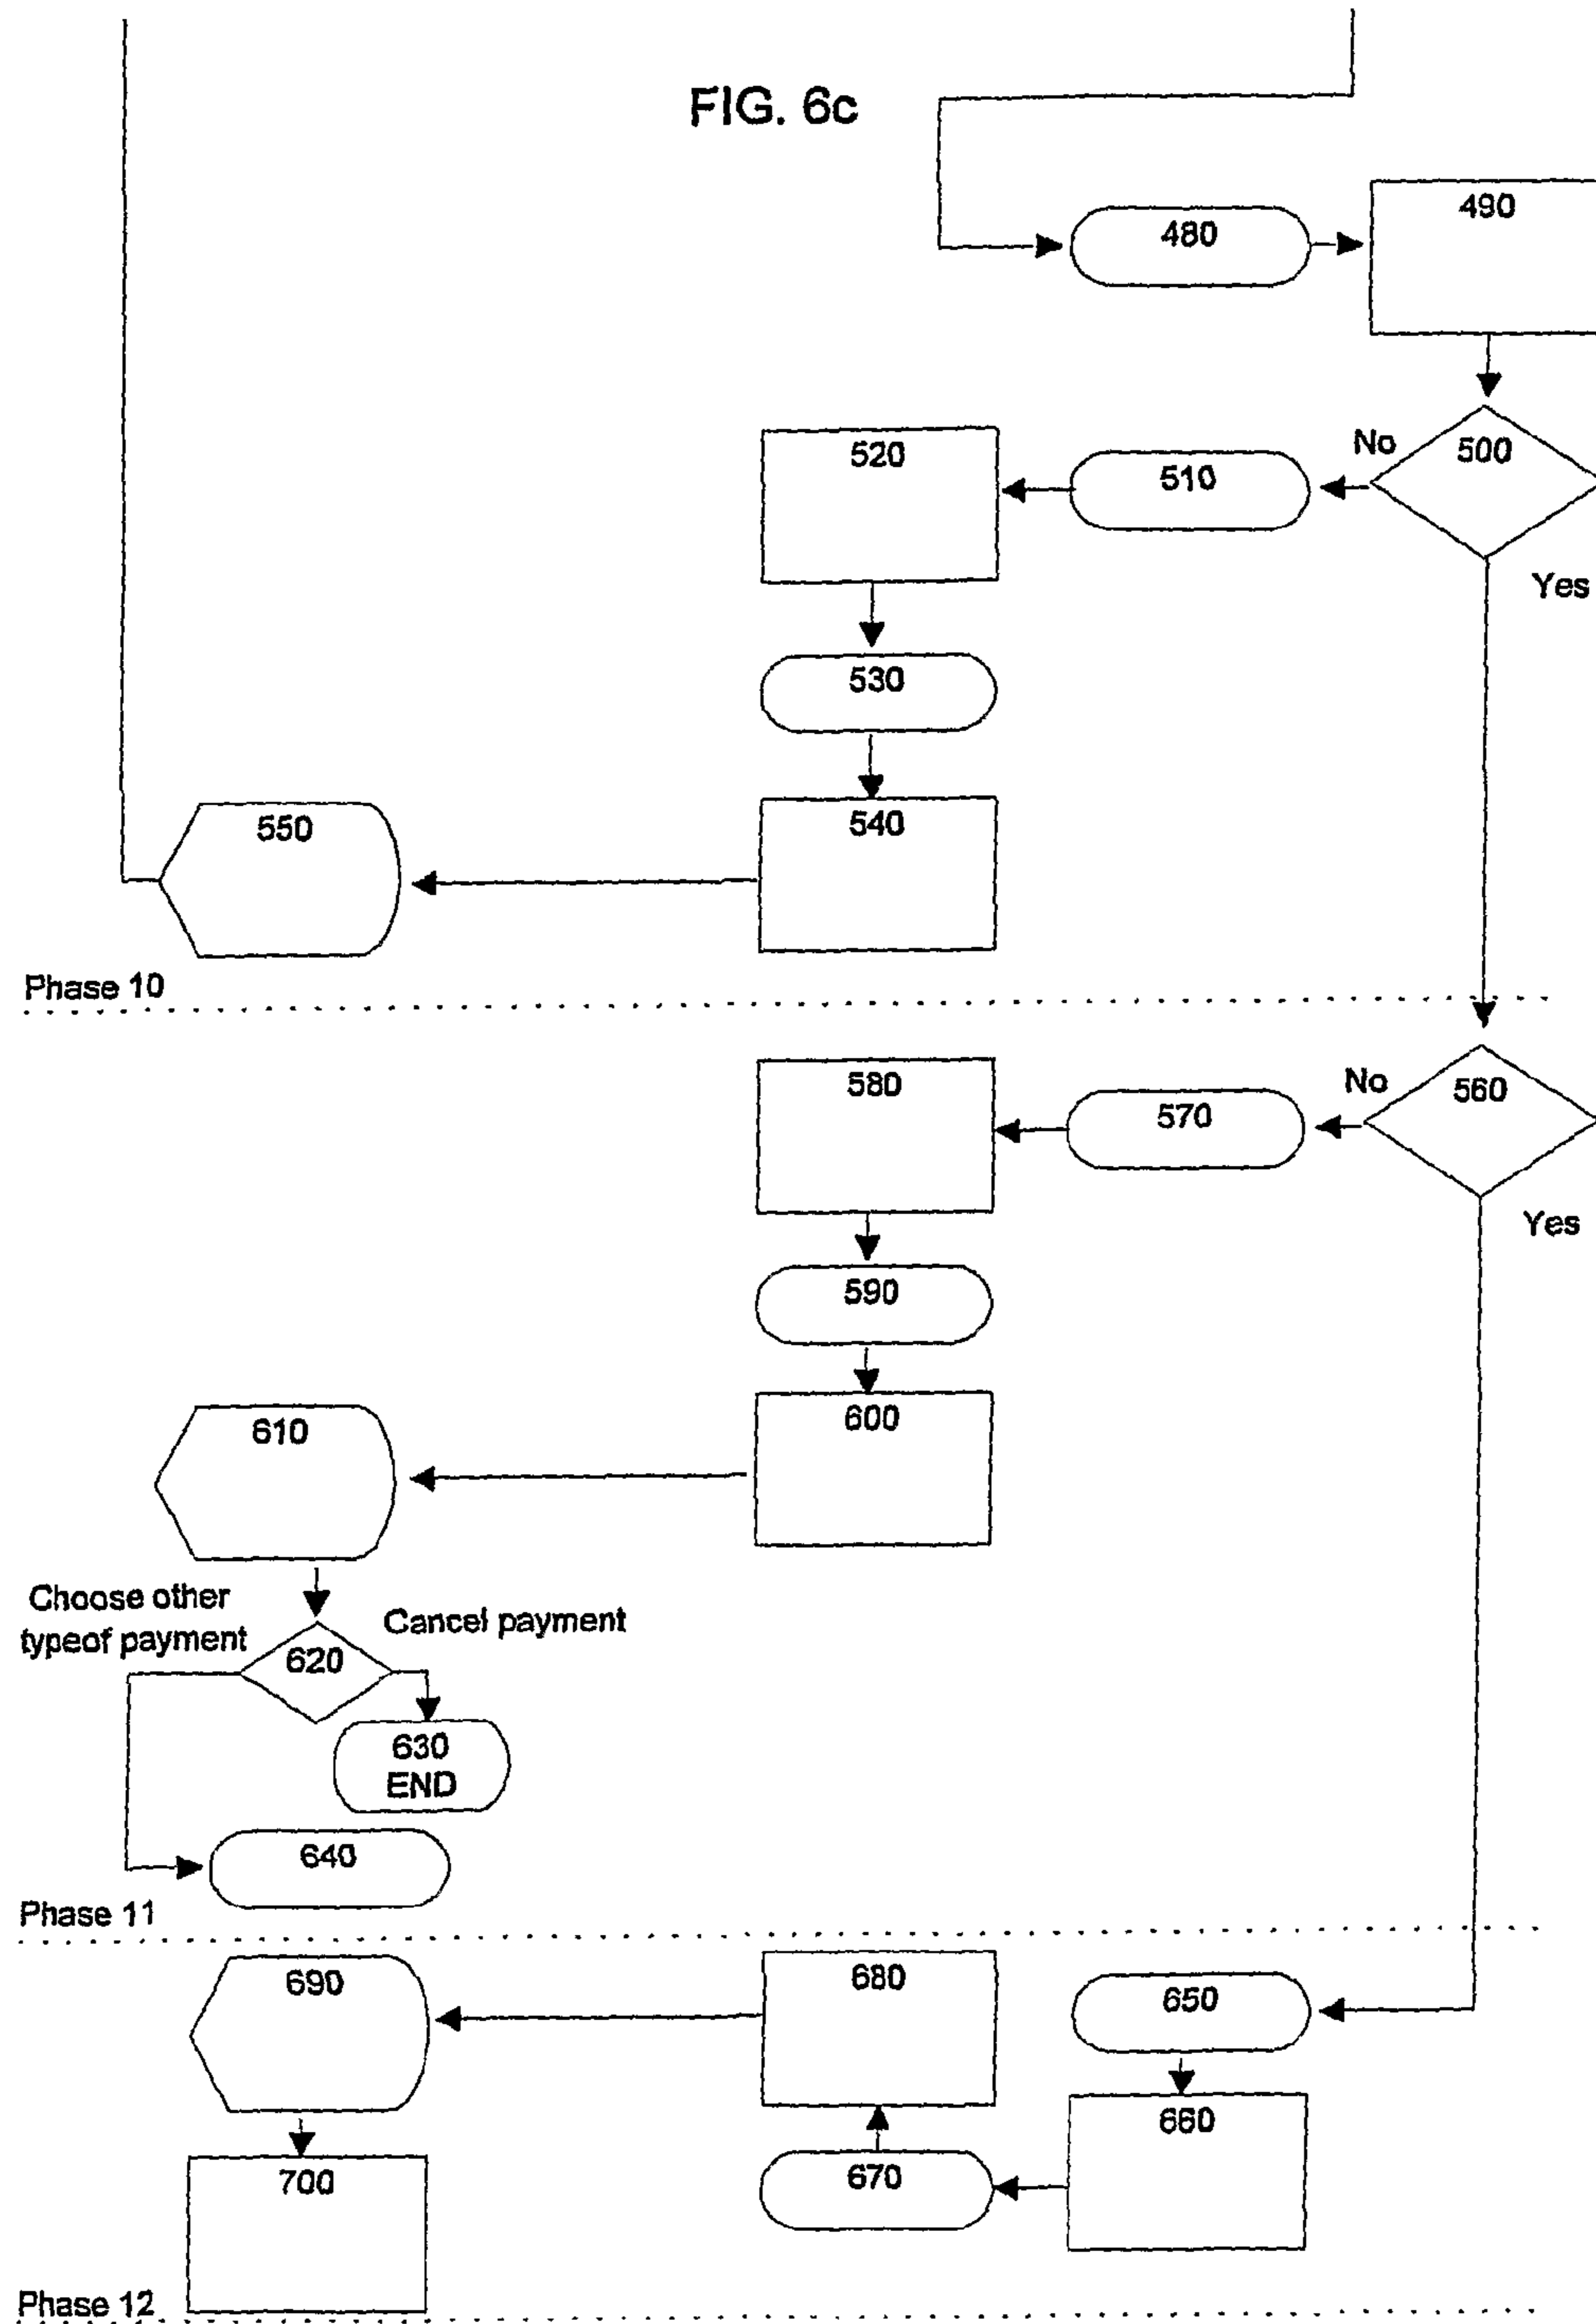 FIG. 6c
490
480
No
500
520
510
Yes
530
540
550
Phase 10
580
No
560
570
Yes
590
600
610
Choose other
typeof payment
Cancel payment
620
630
END
640
Phase 11
690
680
650
660
700
670
Phase 12